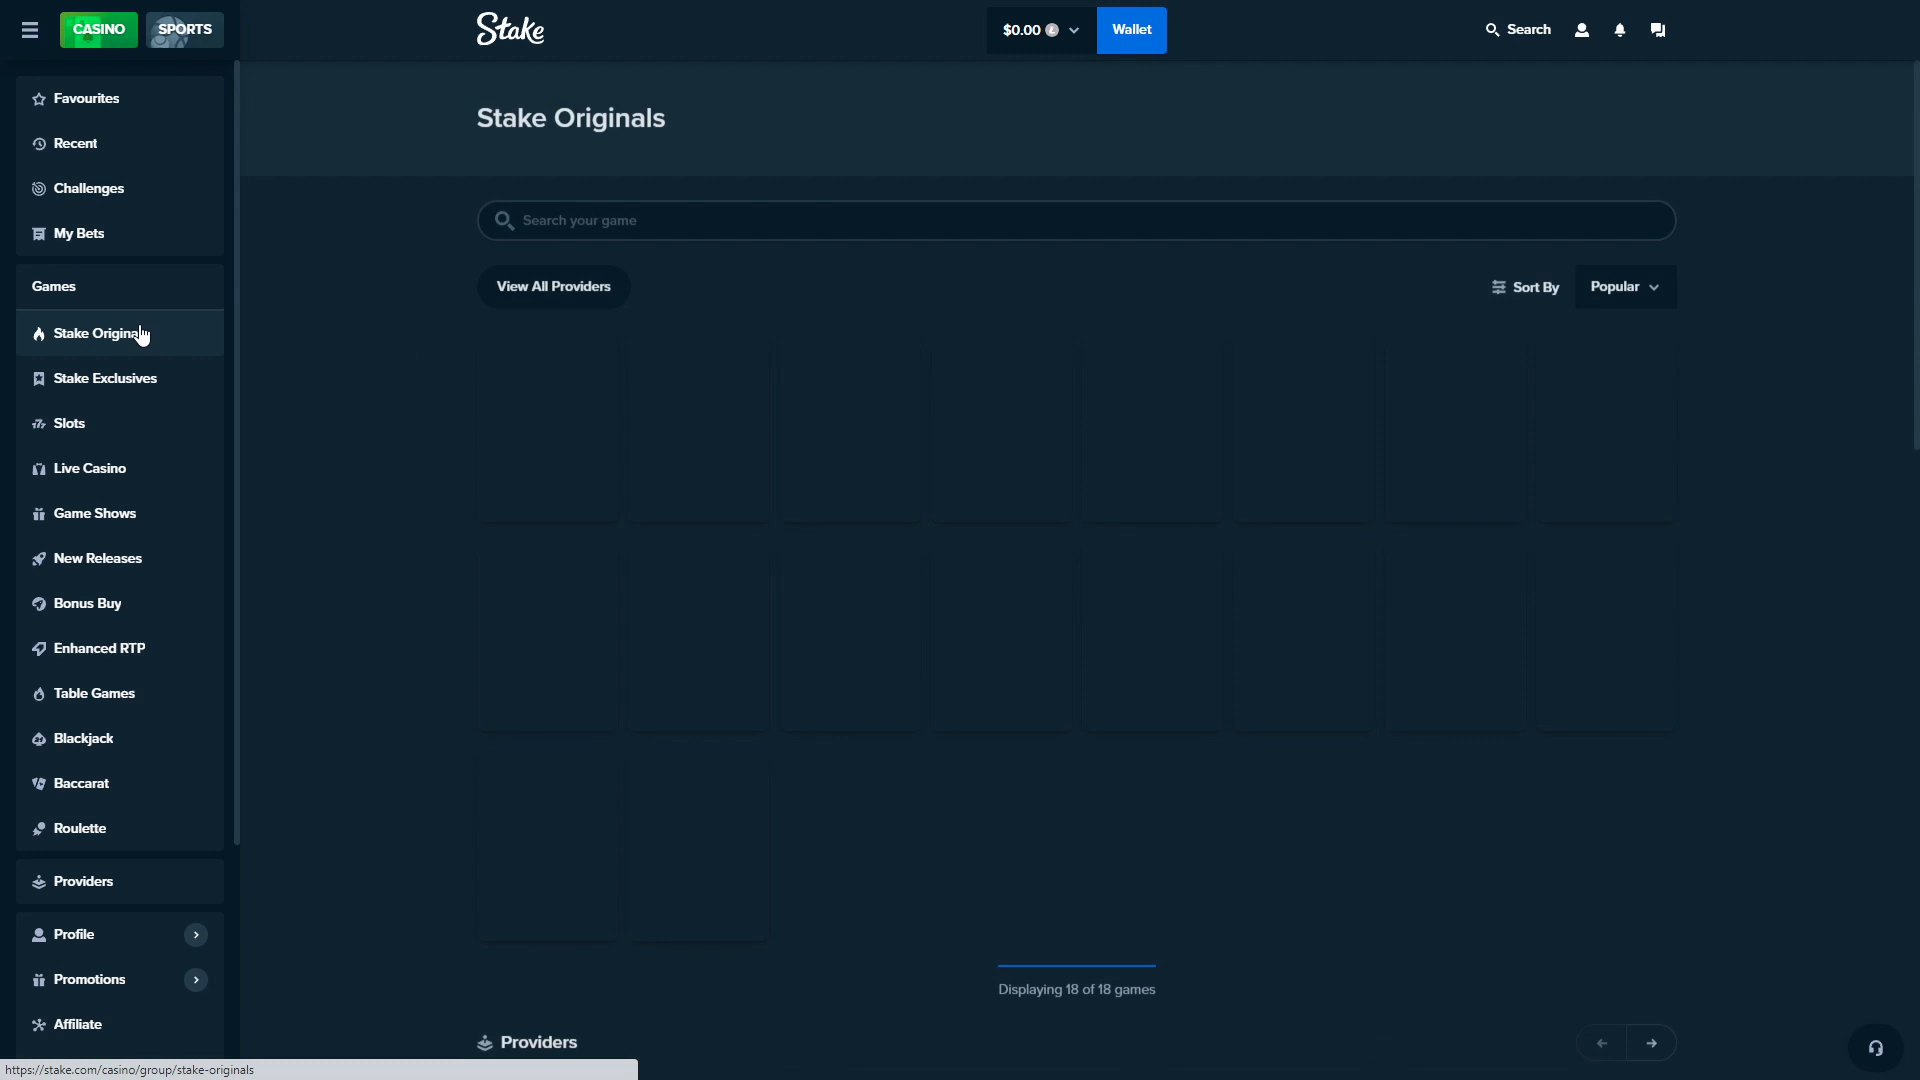 CASINO
SPORTS
Stake
$0.00
Wallet
Search
Favourites
Recent
Challenges
My Bets
Games
Stake Originals
Stake Exclusives
Slots
Live Casino
Game Shows
New Releases
Bonus Buy
Enhanced RTP
Table Games
Blackjack
Baccarat
Roulette
Providers
Profile
Promotions
Affiliate
Stake Originals
Search your game
View All Providers
Sort By
Popular
Displaying 18 of 18 games
Providers
https://stake.com/casino/group/stake-originals